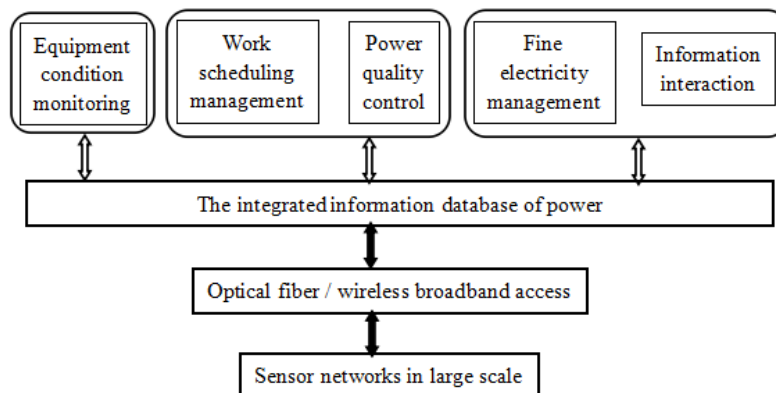 Equipment
condition
monitoring
Work
scheduling
management
Power
quality
control
Fine
electricity
management
Information
interaction
The integrated information database of power
Optical fiber / wireless broadband access
Sensor networks in large scale